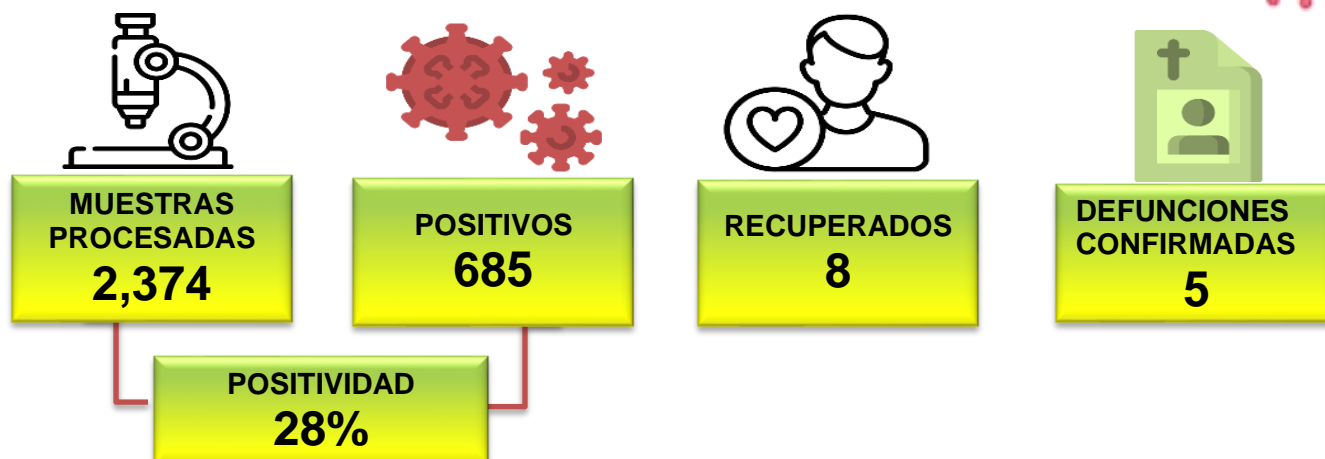 MUESTRAS
PROCESADAS
2,374
POSITIVOS
685
RECUPERADOS
8
DEFUNCIONES
CONFIRMADAS
5
POSITIVIDAD
28%